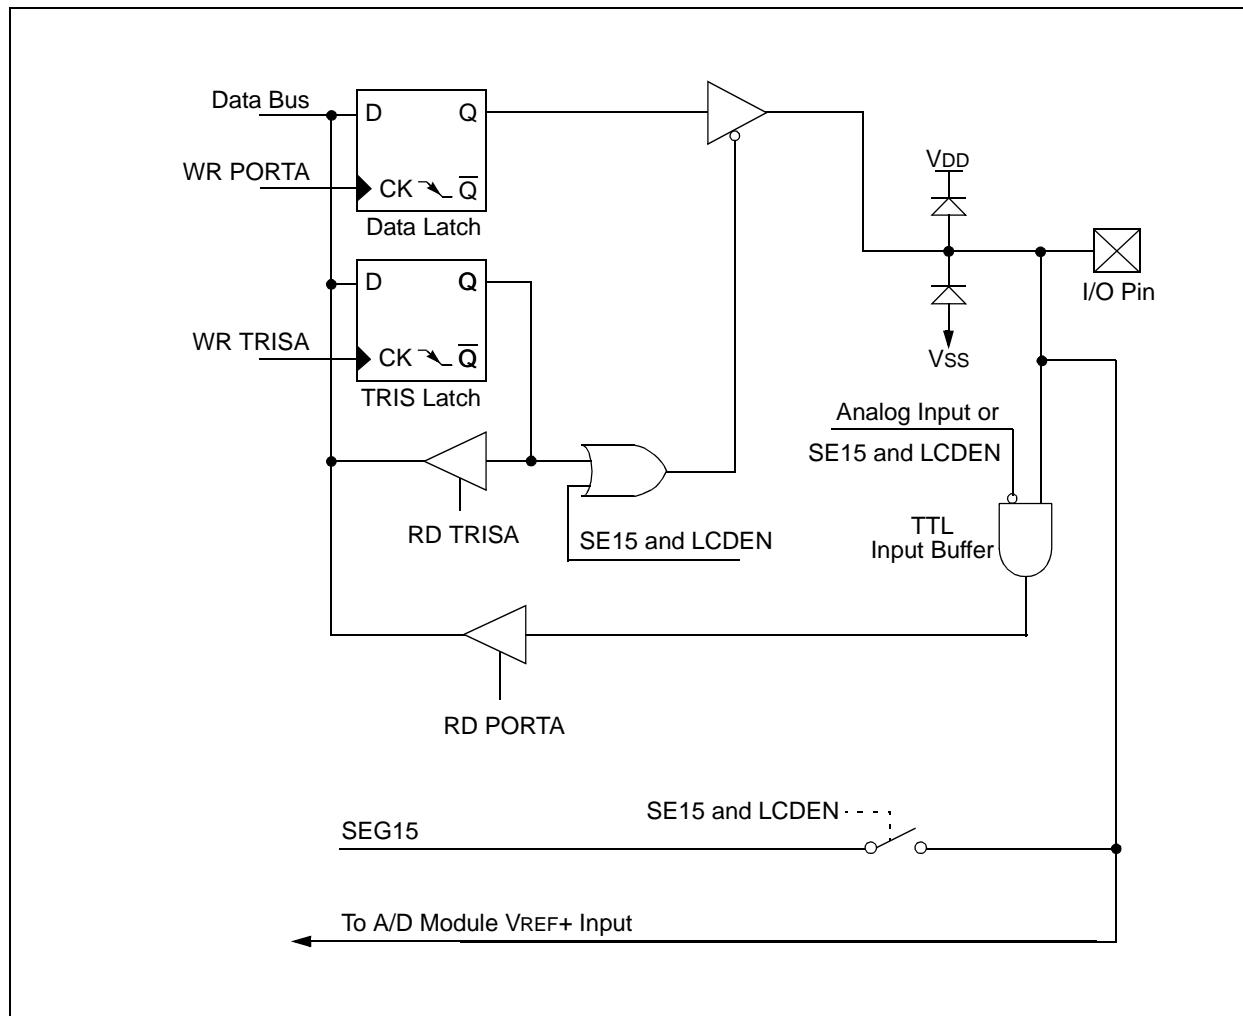 Data Bus
D Q
WR PORTA
CK Q
Data Latch
VDD
D Q
I/O Pin
WR TRISA
CK Q
VSS
TRIS Latch
Analog Input or
SE15 and LCDEN
RD TRISA
SE15 and LCDEN
TTL
Input Buffer
RD PORTA
SE15 and LCDEN
SEG15
To A/D Module VREF+ Input